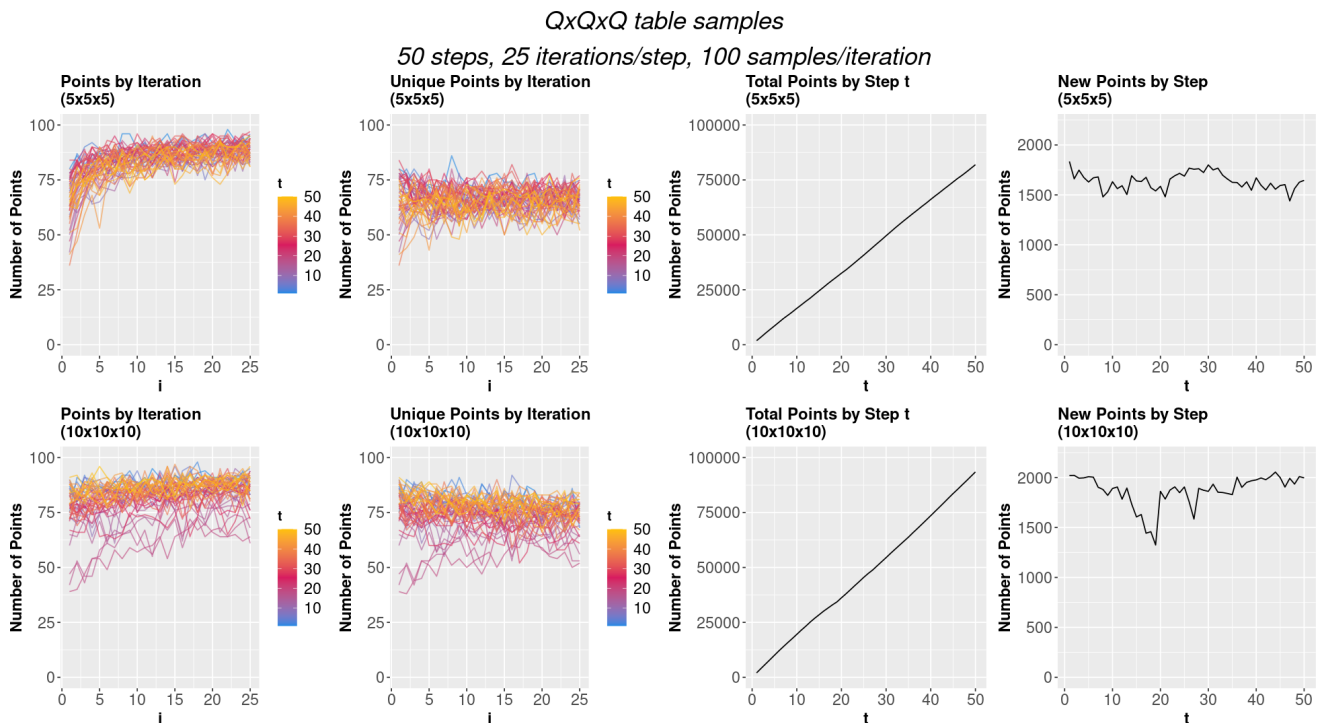 QxQxQ table samples
50 steps, 25 iterations/step, 100 samples/iteration
Points by Iteration
(5x5x5)
Number of Points
100
75
50
25
0
0 5 10 15 20 25
i
t
50
40
30
20
10
Unique Points by Iteration
(5x5x5)
Number of Points
100
75
50
25
0
0 5 10 15 20 25
i
t
50
40
30
20
10
Total Points by Step t
(5x5x5)
Number of Points
100000
75000
50000
25000
0
0 10 20 30 40 50
t
New Points by Step
(5x5x5)
Number of Points
2000
1500
1000
500
0
0 10 20 30 40 50
t
Points by Iteration
(10x10x10)
Number of Points
100
75
50
25
0
0 5 10 15 20 25
i
t
50
40
30
20
10
Unique Points by Iteration
(10x10x10)
Number of Points
100
75
50
25
0
0 5 10 15 20 25
i
t
50
40
30
20
10
Total Points by Step t
(10x10x10)
Number of Points
100000
75000
50000
25000
0
0 10 20 30 40 50
t
New Points by Step
(10x10x10)
Number of Points
2000
1500
1000
500
0
0 10 20 30 40 50
t